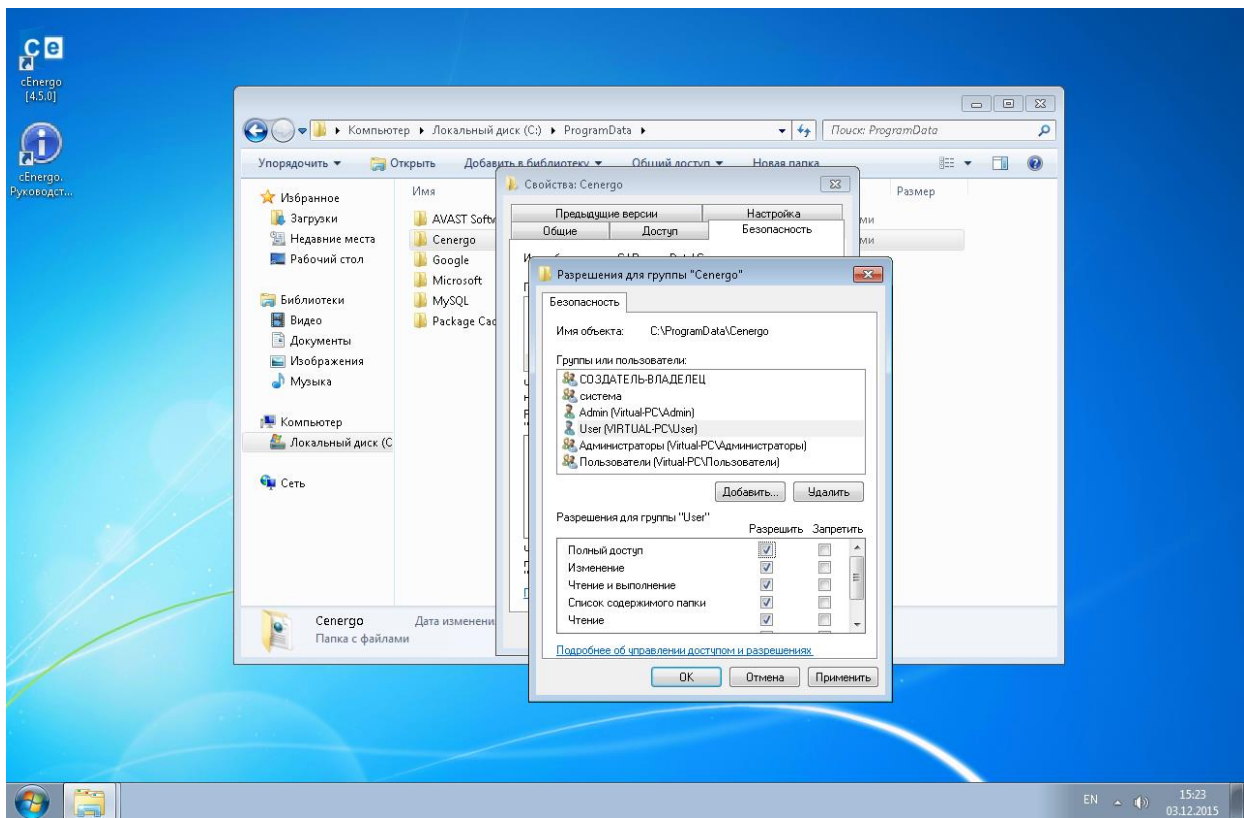 cEnergo
[4.5.0]
cEnergo.
Руководст...
Компьютер ▸ Локальный диск (C:) ▸ ProgramData ▸
Поиск: ProgramData
Упорядочить
Открыть
Добавить в библиотеку
Общий доступ
Новая папка
Избранное
Загрузки
Недавние места
Рабочий стол
Библиотеки
Видео
Документы
Изображения
Музыка
Компьютер
Локальный диск (C
Сеть
Имя
Размер
AVAST Softw
Cenergo
Google
Microsoft
MySQL
Package Cac
ми
ми
Свойства: Cenergo
Предыдущие версии
Настройка
Общие
Доступ
Безопасность
Разрешения для группы "Cenergo"
Безопасность
Имя объекта: C:\ProgramData\Cenergo
Группы или пользователи:
СОЗДАТЕЛЬ-ВЛАДЕЛЕЦ
система
Admin (Virtual-PC\Admin)
User (VIRTUAL-PC\User)
Администраторы (Virtual-PC\Администраторы)
Пользователи (Virtual-PC\Пользователи)
Добавить...
Удалить
Разрешения для группы "User"
Разрешить Запретить
Полный доступ
Изменение
Чтение и выполнение
Список содержимого папки
Чтение
Подробнее об управлении доступом и разрешениях
ОК
Отмена
Применить
Cenergo
Дата изменени
Папка с файлами
EN
15:23
03.12.2015